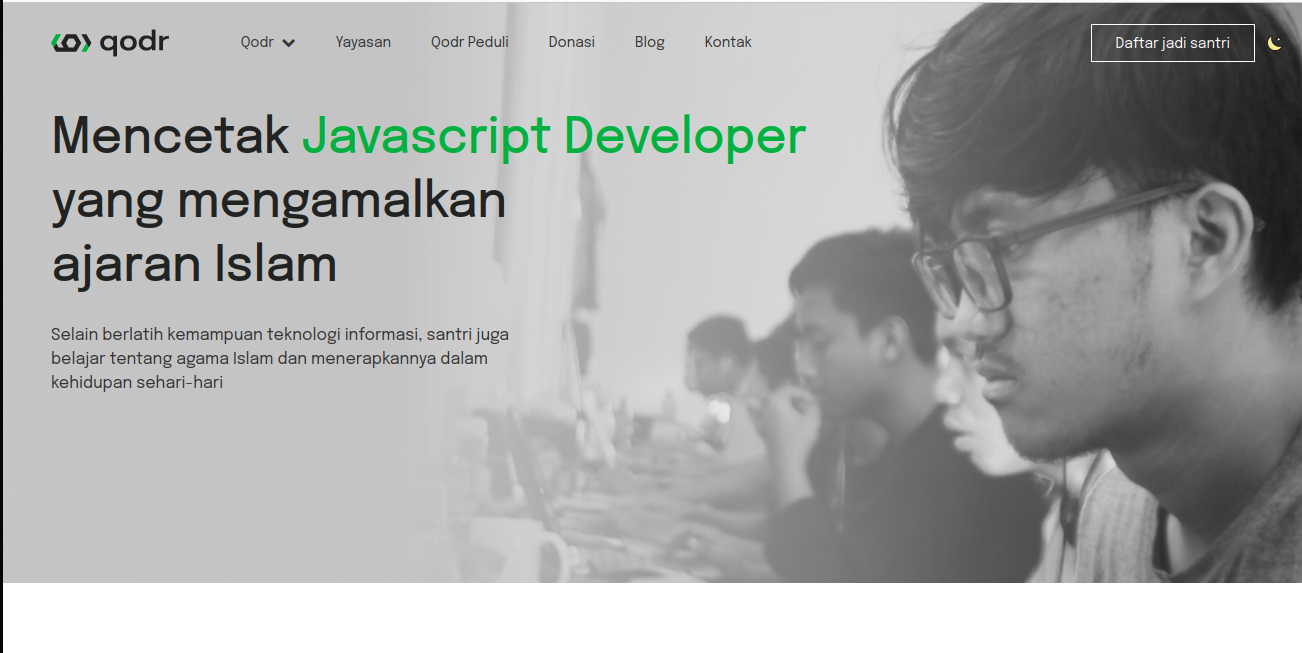 qodr
Qodr
Yayasan
Qodr Peduli
Donasi
Blog
Kontak
Daftar jadi santri
Mencetak Javascript Developer
yang mengamalkan
ajaran Islam
Selain berlatih kemampuan teknologi informasi, santri juga
belajar tentang agama Islam dan menerapkannya dalam
kehidupan sehari-hari